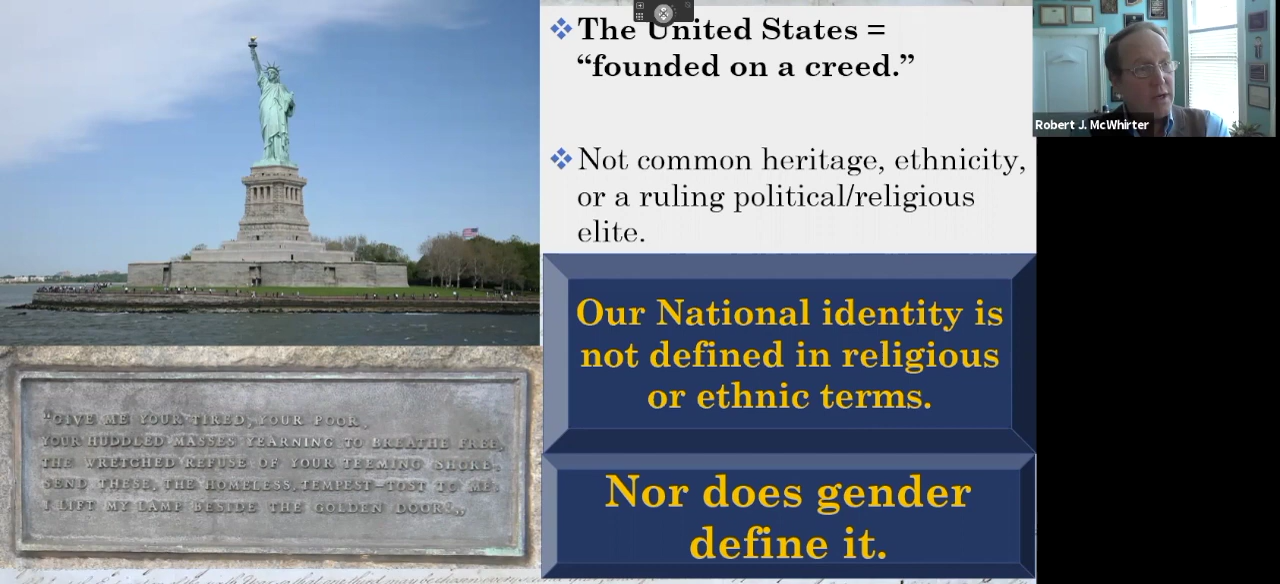 The United States =
“founded on a creed.”
Not common heritage, ethnicity,
or a ruling political/religious
elite.
Our National identity is
not defined in religious
or ethnic terms.
Nor does gender
define it.
"GIVE ME YOUR TIRED, YOUR POOR,
YOUR HUDDLED MASSES YEARNING TO BREATHE FREE,
THE WRETCHED REFUSE OF YOUR TEEMING SHORE.
SEND THESE, THE HOMELESS, TEMPEST-TOST TO ME:
I LIFT MY LAMP BESIDE THE GOLDEN DOOR!"
Robert J. McWhirter